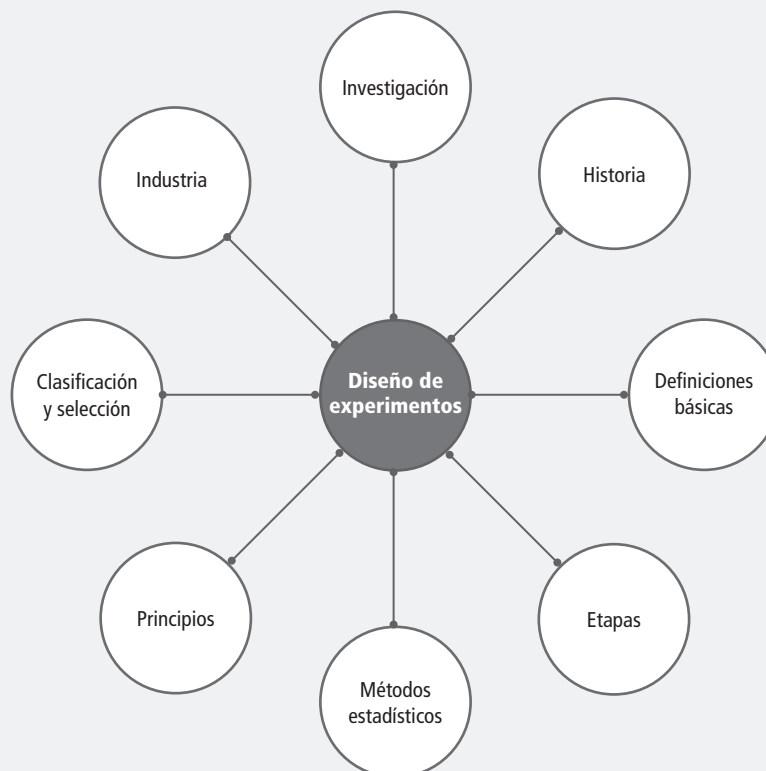 Investigación
Industria
Historia
Clasificación
y selección
Diseño de
experimentos
Definiciones
básicas
Principios
Etapas
Métodos
estadísticos